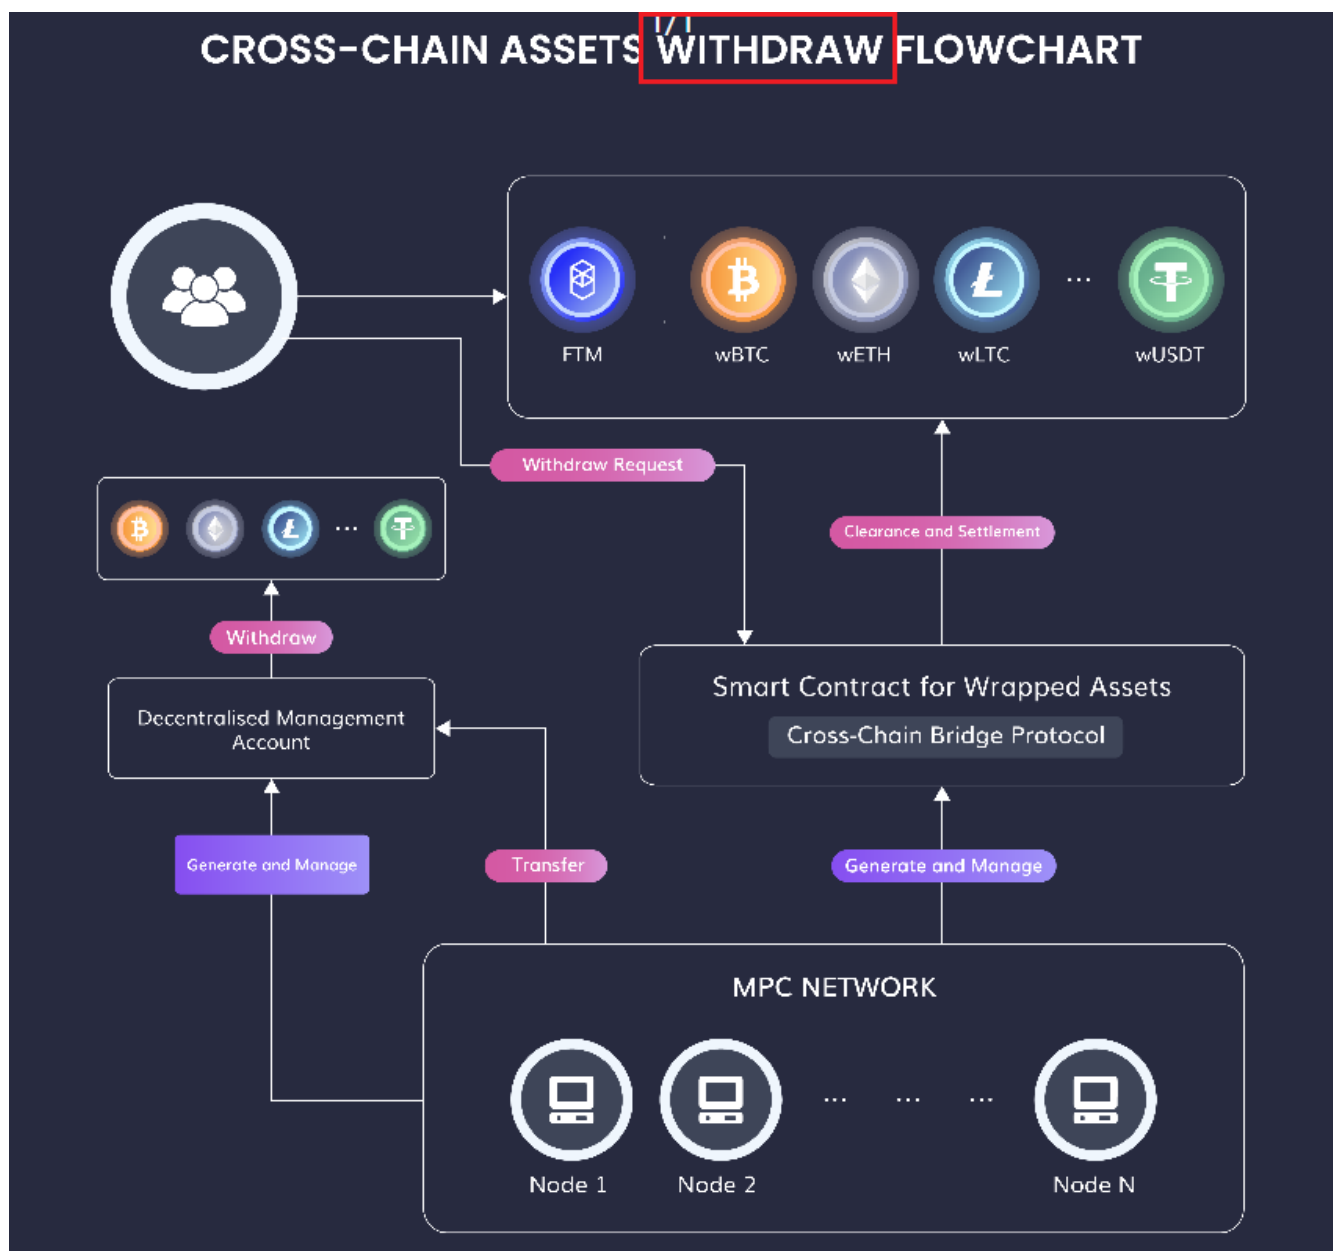 1/1
CROSS-CHAIN ASSETS WITHDRAW FLOWCHART
FTM
wBTC
wETH
wLTC
...
wUSDT
Withdraw Request
Clearance and Settlement
...
Withdraw
Smart Contract for Wrapped Assets
Cross-Chain Bridge Protocol
Decentralised Management
Account
Generate and Manage
Transfer
Generate and Manage
MPC NETWORK
... ... ...
Node 1
Node 2
Node N